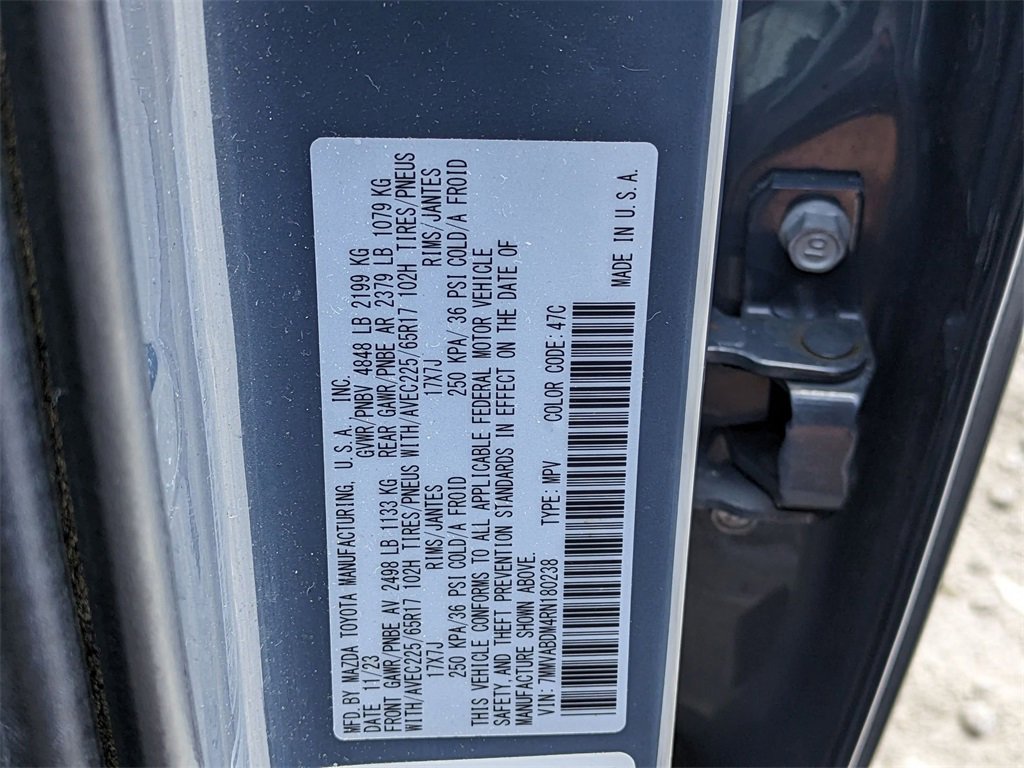 MFD.BY MAZDA TOYOTA MANUFACTURING, U.S.A., INC.
DATE 11/23 GVWR/PNBV 4848 LB 2199 KG
FRONT GAWR/PNBE AV 2498 LB 1133 KG REAR GAWR/PNBE AR 2379 LB 1079 KG
WITH/AVEC225/65R17 102H TIRES/PNEUS WITH/AVEC225/65R17 102H TIRES/PNEUS
17X7J RIMS/JANTES 17X7J RIMS/JANTES
250 KPA/36 PSI COLD/A FROID 250 KPA/36 PSI COLD/A FROID
THIS VEHICLE CONFORMS TO ALL APPLICABLE FEDERAL MOTOR VEHICLE
SAFETY,AND THEFT PREVENTION STANDARDS IN EFFECT ON THE DATE OF
MANUFACTURE SHOWN ABOVE.
VIN:7MMVABDM4RN180238 TYPE:MPV COLOR CODE:47C
MADE IN U.S.A.